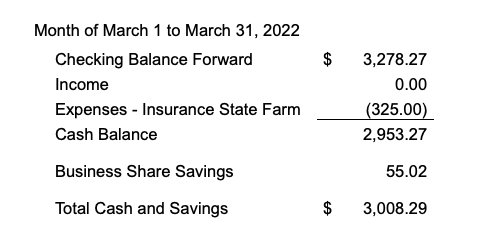 Month of March 1 to March 31, 2022
Checking Balance Forward $ 3,278.27
Income 0.00
Expenses - Insurance State Farm (325.00)
Cash Balance 2,953.27
Business Share Savings 55.02
Total Cash and Savings $ 3,008.29